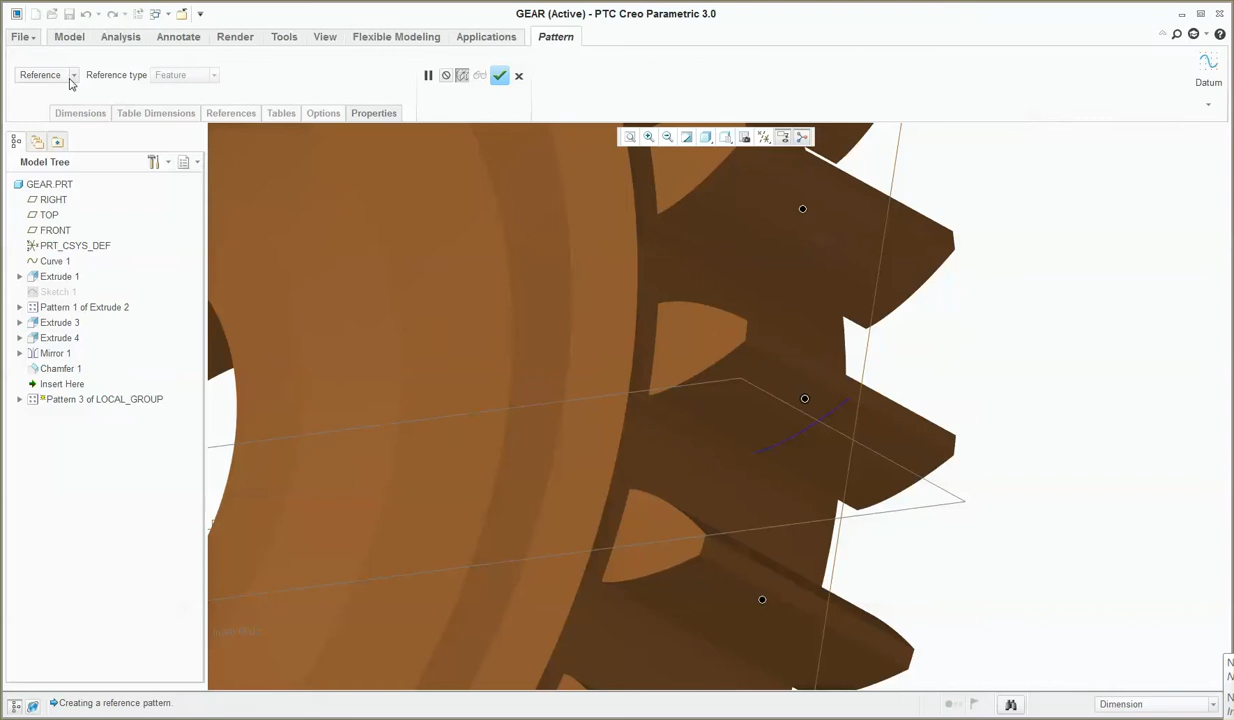 GEAR (Active) - PTC Creo Parametric 3.0
File Model Analysis Annotate Render Tools View Flexible Modeling Applications Pattern
Reference Reference type Feature
Datum
Dimensions Table Dimensions References Tables Options Properties
Model Tree
GEAR.PRT
RIGHT
TOP
FRONT
PRT_CSYS_DEF
Curve 1
Extrude 1
Sketch 1
Pattern 1 of Extrude 2
Extrude 3
Extrude 4
Mirror 1
Chamfer 1
Insert Here
Pattern 3 of LOCAL_GROUP
Creating a reference pattern.
Dimension